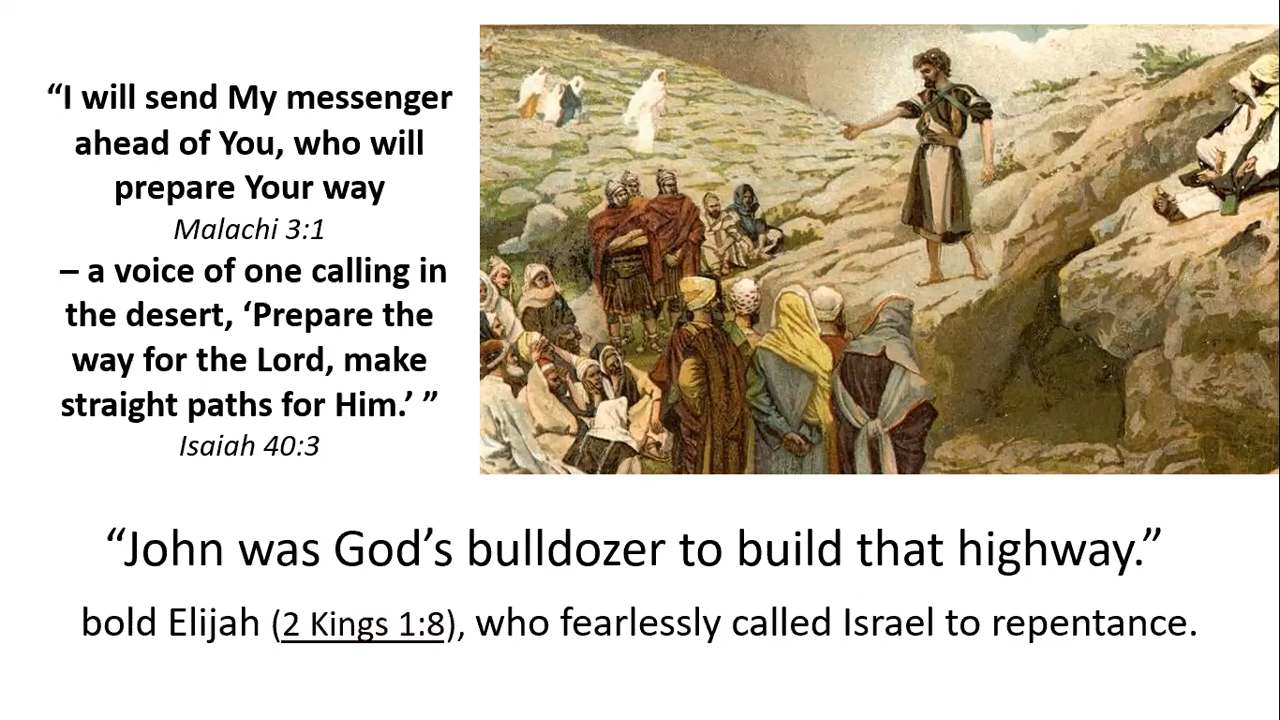 “I will send My messenger
ahead of You, who will
prepare Your way
Malachi 3:1
– a voice of one calling in
the desert, ‘Prepare the
way for the Lord, make
straight paths for Him.’ ”
Isaiah 40:3
“John was God’s bulldozer to build that highway.”
bold Elijah (2 Kings 1:8), who fearlessly called Israel to repentance.